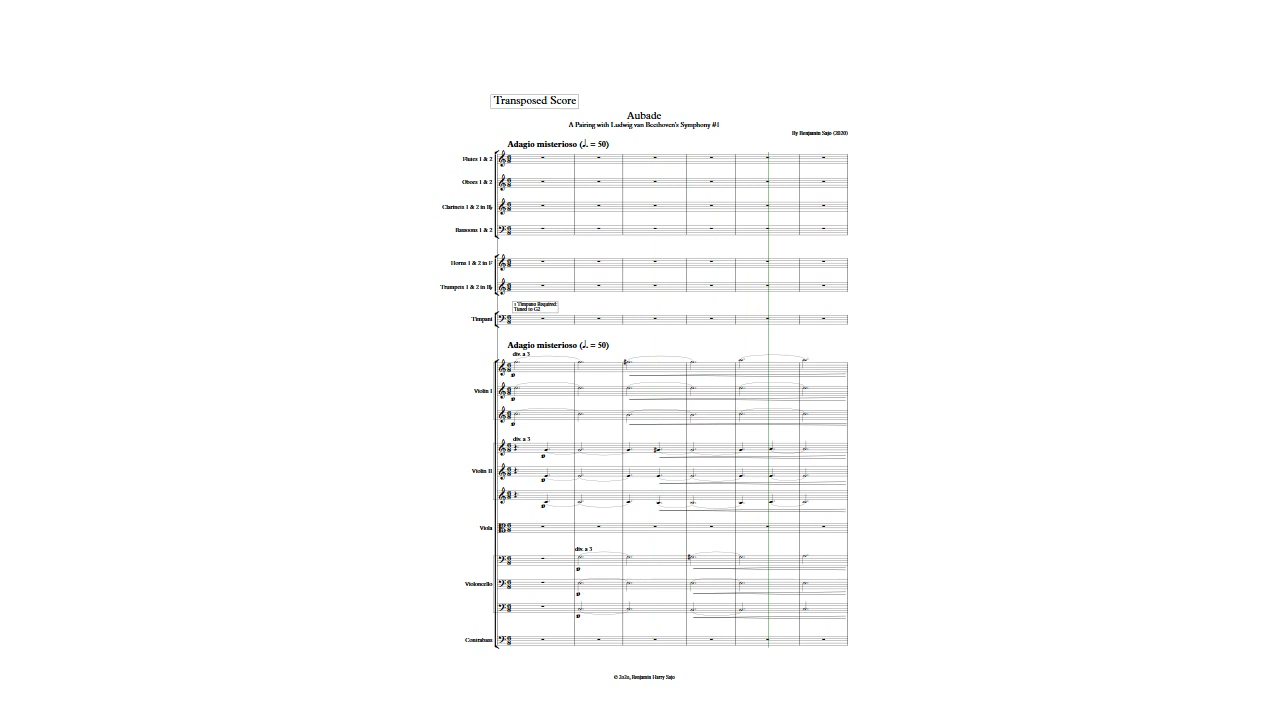 Transposed Score
Aubade
A Pairing with Ludwig van Beethoven's Symphony #1
By Benjamin Sajo (2020)
Adagio misterioso (♩. = 50)
Flutes 1 & 2
Oboes 1 & 2
Clarinets 1 & 2 in B♭
Bassoons 1 & 2
Horns 1 & 2 in F
Trumpets 1 & 2 in B♭
1 Timpano Required:
Tuned to G2
Timpani
Adagio misterioso (♩. = 50)
div. a 3
p
Violin I
p
p
div. a 3
p
Violin II
p
p
Viola
div. a 3
p
Violoncello
p
p
Contrabass
© 2020, Benjamin Harry Sajo